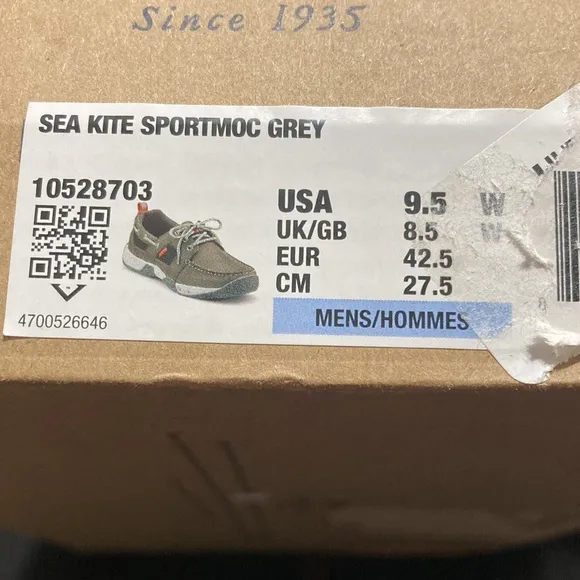 Since 1935
SEA KITE SPORTMOC GREY
10528703
USA 9.5 W
UK/GB 8.5 W
EUR 42.5
CM 27.5
MENS/HOMMES
4700526646
8